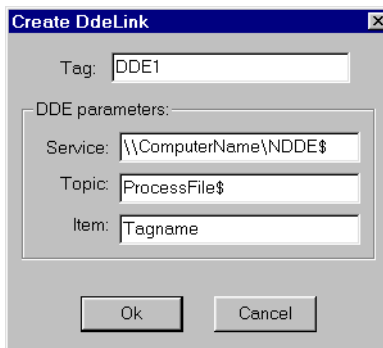 Create DdeLink
Tag: DDE1
DDE parameters:
Service: \\ComputerName\NDDE$
Topic: ProcessFile$
Item: Tagname
Ok Cancel